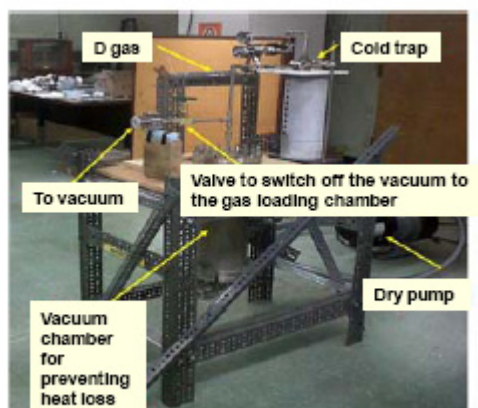 D gas
Cold trap
To vacuum
Valve to switch off the vacuum to
the gas loading chamber
Dry pump
Vacuum
chamber
for
preventing
heat loss